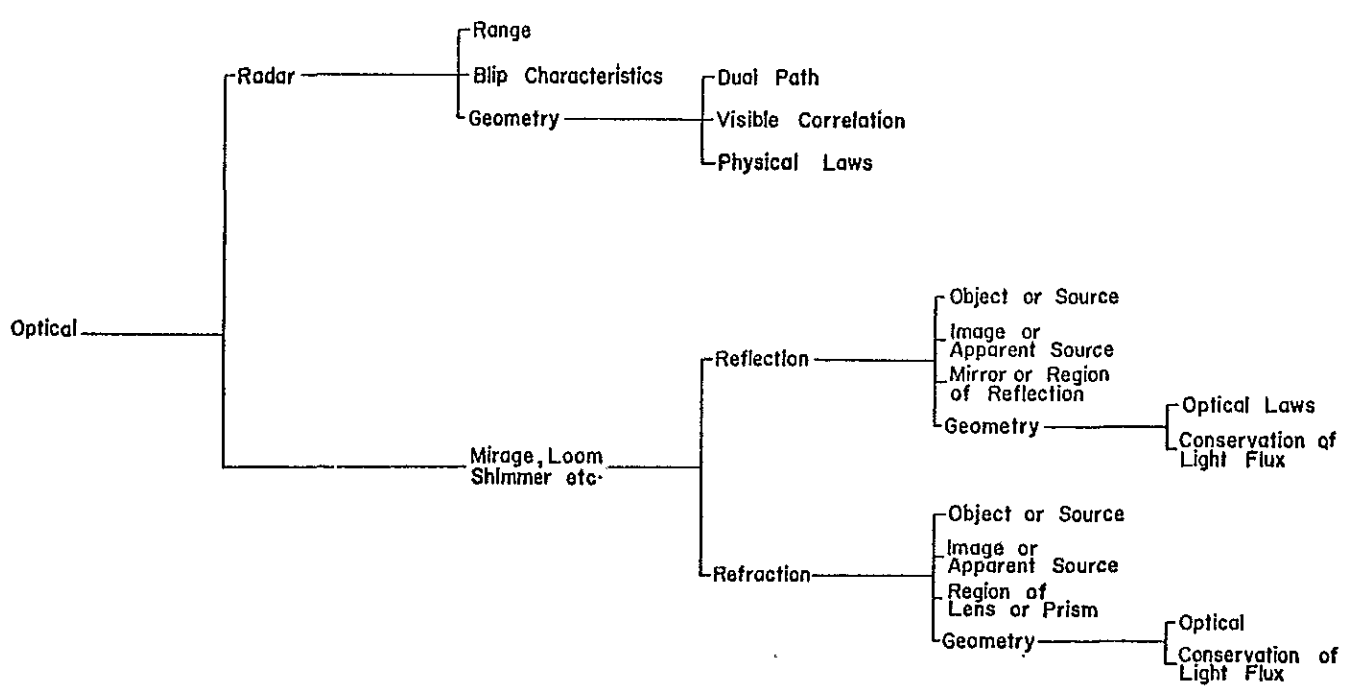 Range
Radar
Blip Characteristics
Dual Path
Geometry
Visible Correlation
Physical Laws
Object or Source
Optical
Image or
Apparent Source
Reflection
Mirror or Region
of Reflection
Optical Laws
Geometry
Conservation of
Light Flux
Mirage, Loom
Shimmer etc.
Object or Source
Image or
Apparent Source
Refraction
Region of
Lens or Prism
Optical
Geometry
Conservation of
Light Flux